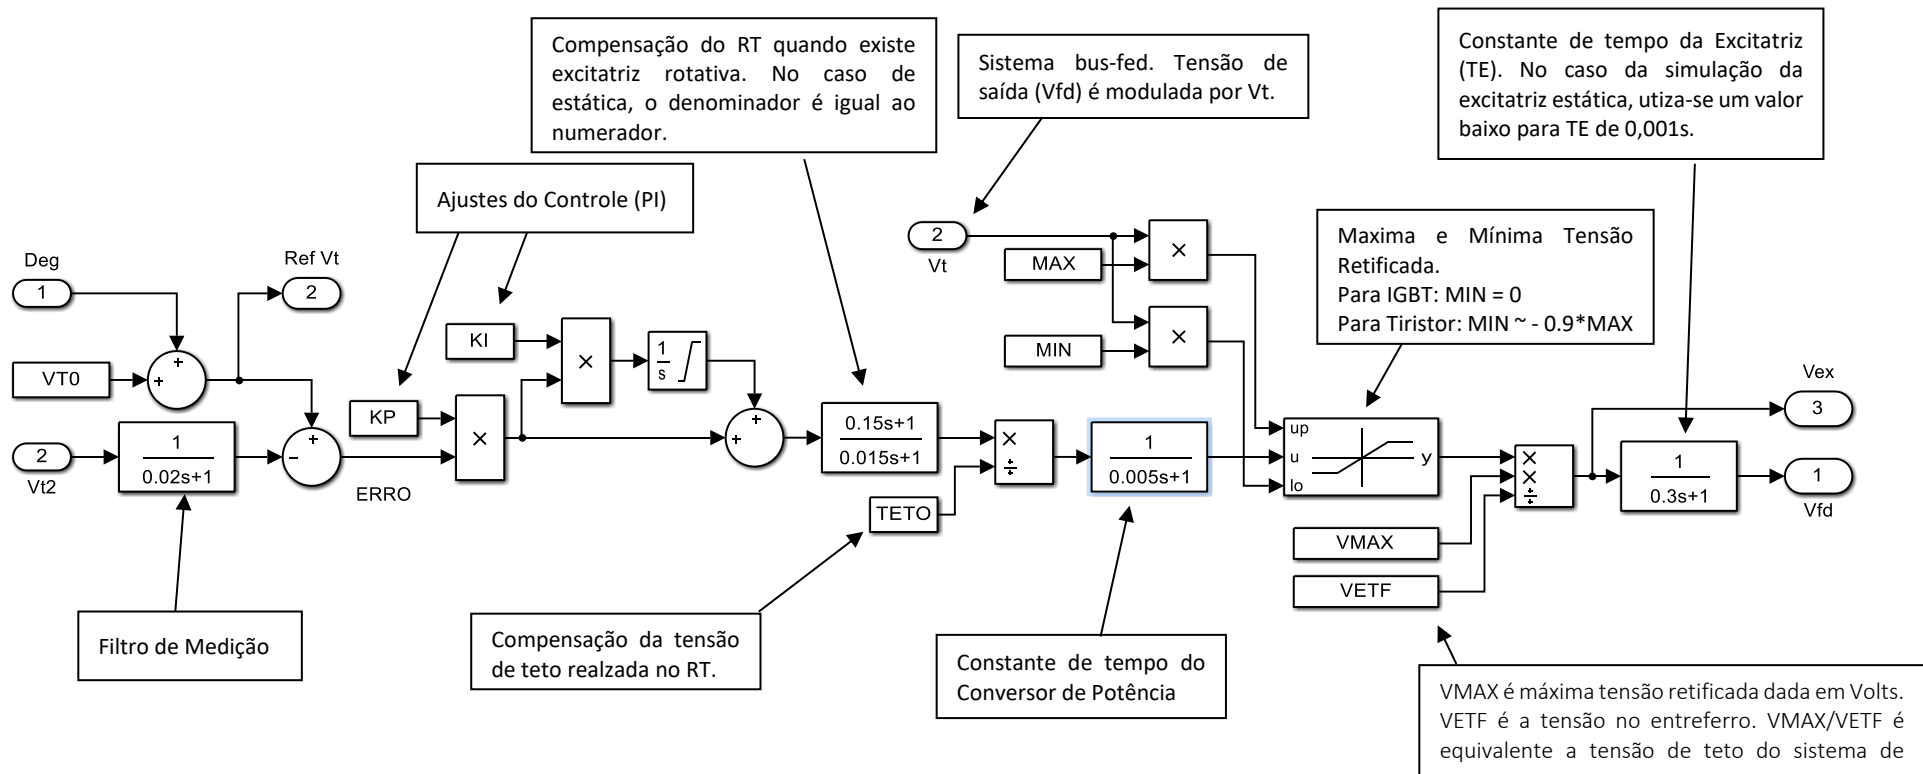 Compensação do RT quando existe
excitatriz rotativa. No caso de
estática, o denominador é igual ao
numerador.
Sistema bus-fed. Tensão de
saída (Vfd) é modulada por Vt.
Constante de tempo da Excitatriz
(TE). No caso da simulação da
excitatriz estática, utiza-se um valor
baixo para TE de 0,001s.
Ajustes do Controle (PI)
Maxima e Mínima Tensão
Retificada.
Para IGBT: MIN = 0
Para Tiristor: MIN ~ - 0.9*MAX
Deg
1
Ref Vt
2
VT0
+
+
2
Vt2
1
0.02s+1
+
−
ERRO
KP
×
KI
×
1
s
+
+
0.15s+1
0.015s+1
TETO
×
÷
1
0.005s+1
2
Vt
MAX
×
MIN
×
up
u
lo
y
VMAX
VETF
×
×
÷
1
0.3s+1
Vex
3
1
Vfd
Filtro de Medição
Compensação da tensão
de teto realzada no RT.
Constante de tempo do
Conversor de Potência
VMAX é máxima tensão retificada dada em Volts.
VETF é a tensão no entreferro. VMAX/VETF é
equivalente a tensão de teto do sistema de